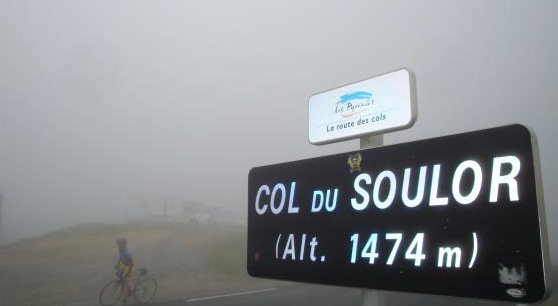 Les Pyrénées
La route des cols
COL DU SOULOR
(Alt. 1474 m)